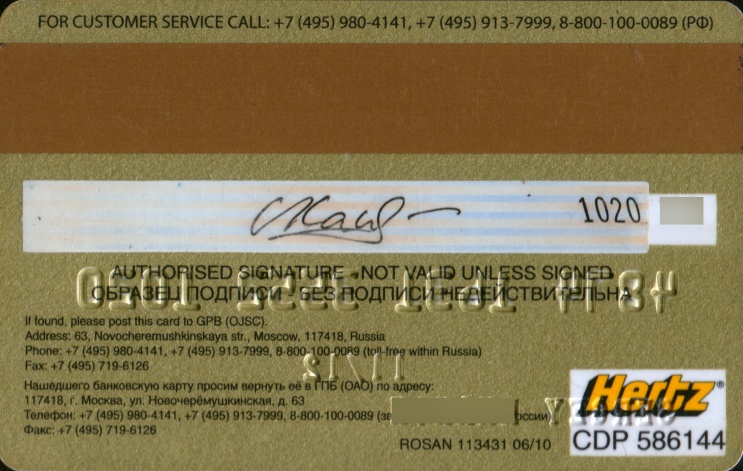 FOR CUSTOMER SERVICE CALL: +7 (495) 980-4141, +7 (495) 913-7999, 8-800-100-0089 (РФ)
1020
AUTHORISED SIGNATURE - NOT VALID UNLESS SIGNED
ОБРАЗЕЦ ПОДПИСИ - БЕЗ ПОДПИСИ НЕДЕЙСТВИТЕЛЬНА
If found, please post this card to GPB (OJSC).
Address: 63, Novocheremushkinskaya str., Moscow, 117418, Russia
Phone: +7 (495) 980-4141, +7 (495) 913-7999, 8-800-100-0089 (toll-free within Russia)
Fax: +7 (495) 719-6126
Нашедшего банковскую карту просим вернуть её в ГПБ (ОАО) по адресу:
117418, г. Москва, ул. Новочерёмушкинская, д. 63
Телефон: +7 (495) 980-4141, +7 (495) 913-7999, 8-800-100-0089 России)
Факс: +7 (495) 719-6126
ROSAN 113431 06/10
Hertz®
CDP 586144